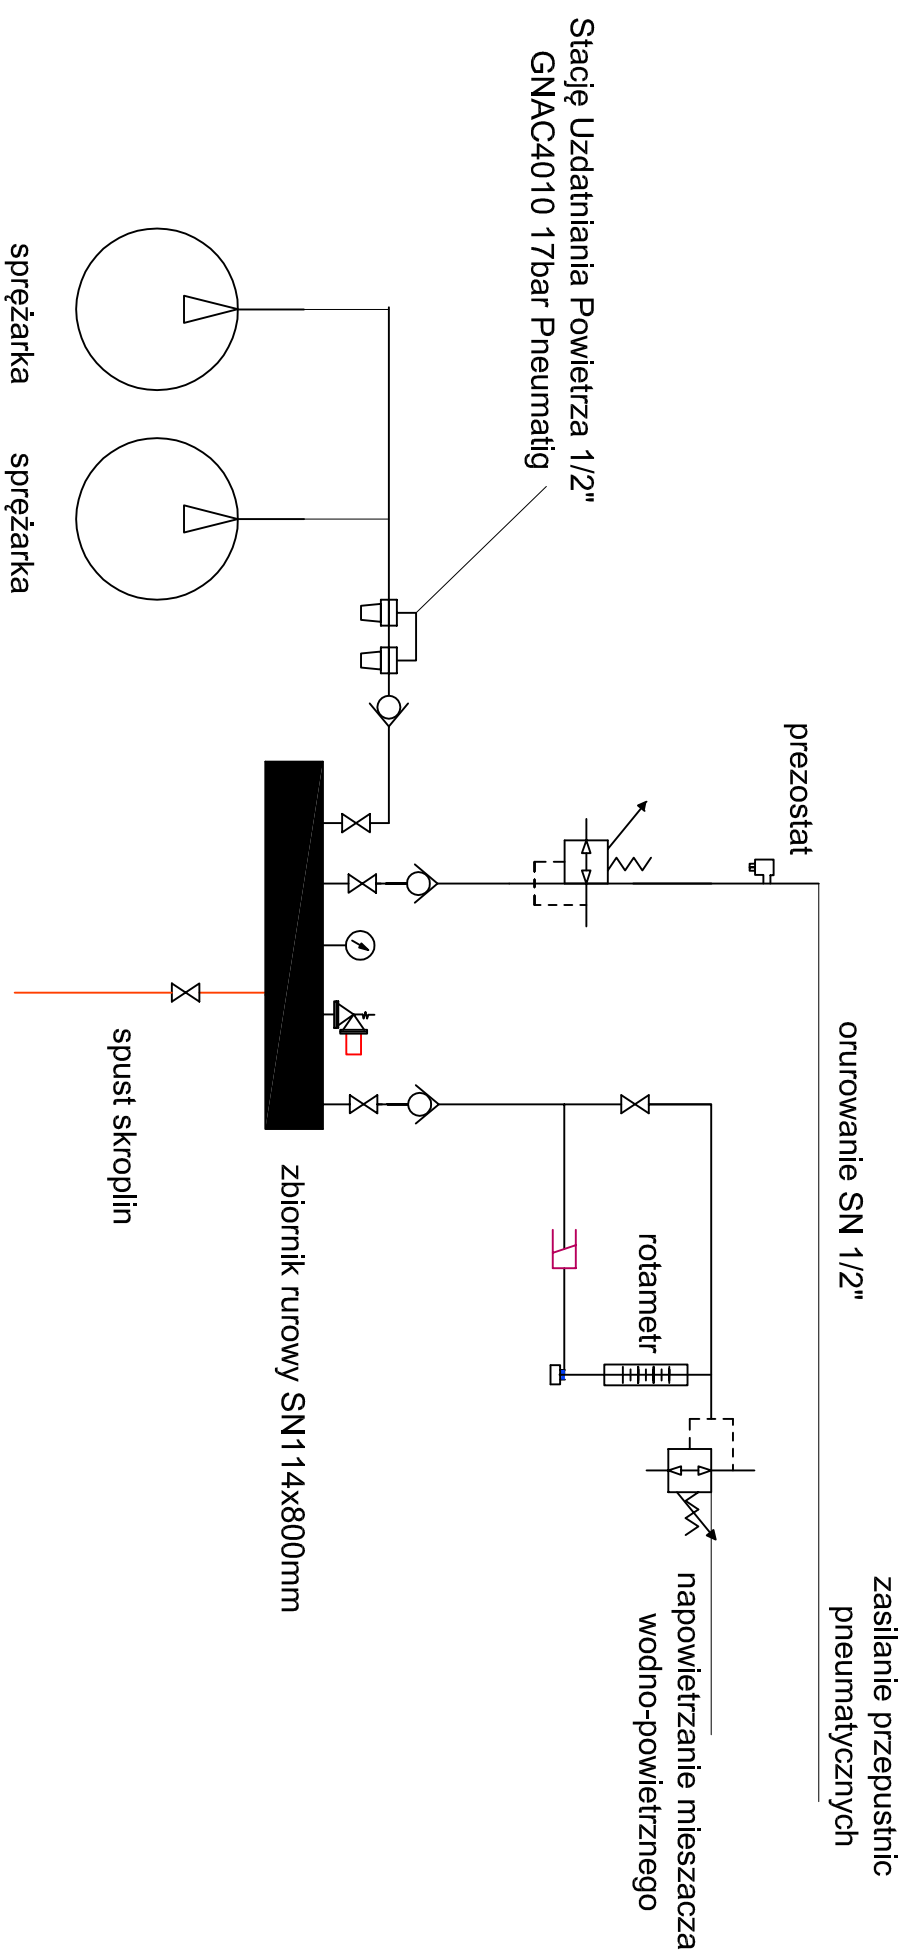 zasilanie przepustnic
pneumatycznych
orurowanie SN 1/2"
prezostat
napowietrzanie mieszacza
wodno-powietrznego
rotametr
Stację Uzdatniania Powietrza 1/2"
GNAC4010 17bar Pneumatig
zbiornik rurowy SN114x800mm
spust skroplin
sprężarka
sprężarka